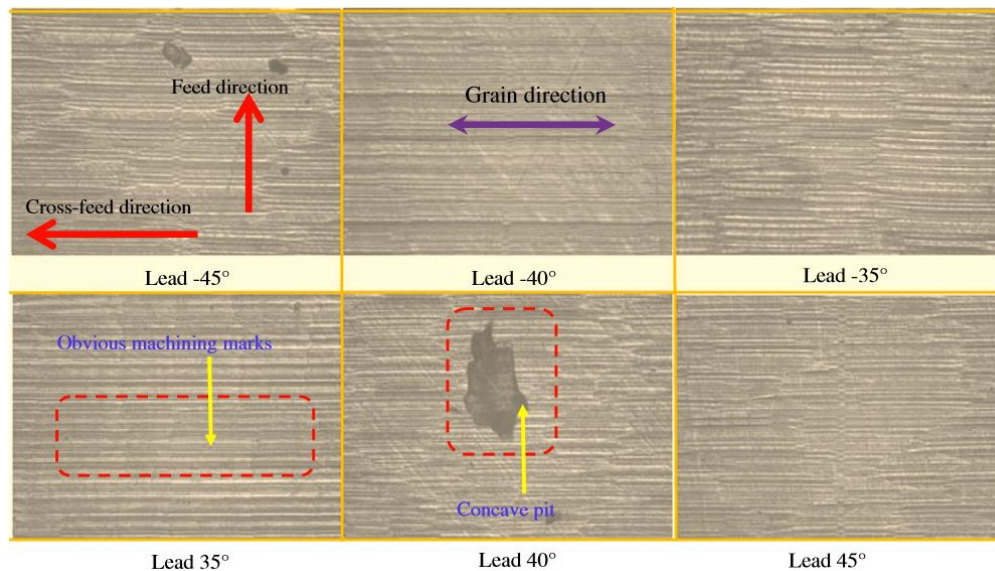 Feed direction
Cross-feed direction
Grain direction
Lead -45°
Lead -40°
Lead -35°
Obvious machining marks
Concave pit
Lead 35°
Lead 40°
Lead 45°